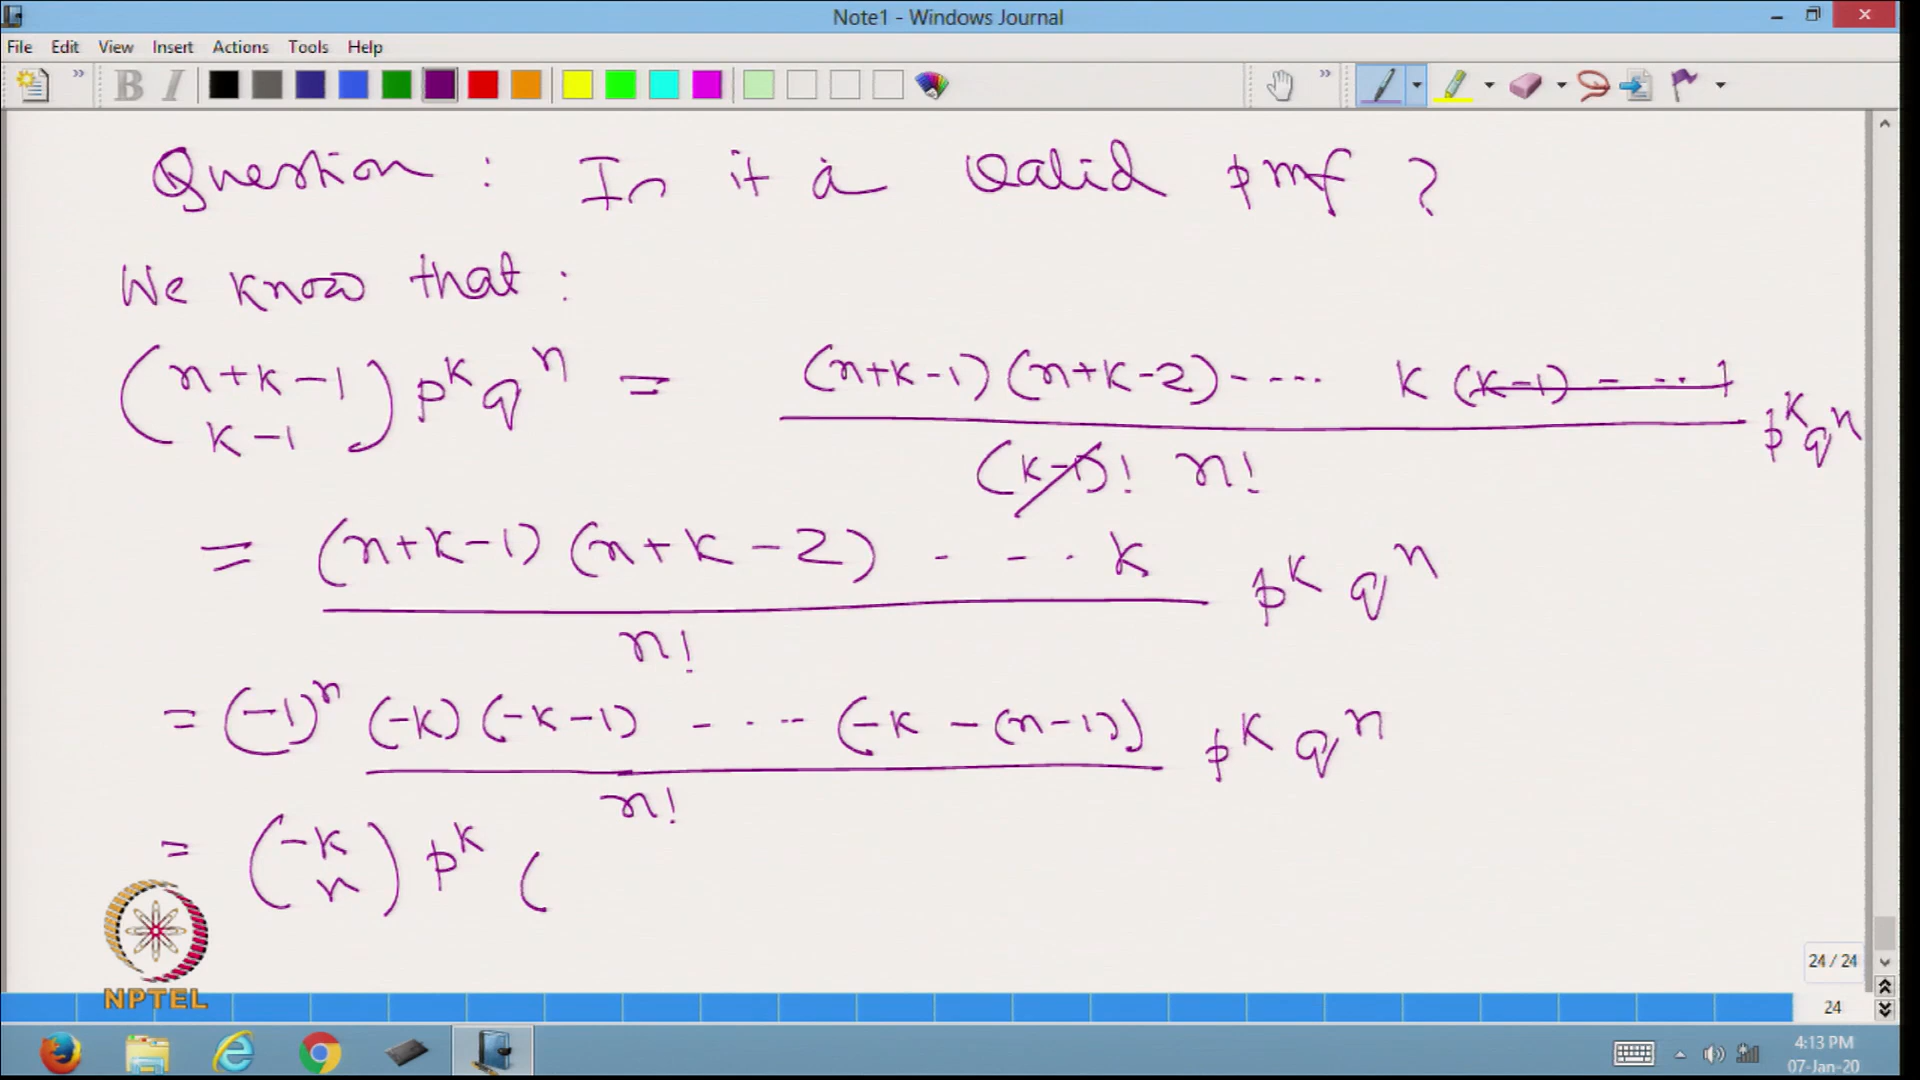 Note1 - Windows Journal
File Edit View Insert Actions Tools Help
B I
Question : Is it a valid pmf ?
We know that :
(n+k-1 / k-1) p^k q^n = (n+k-1)(n+k-2)-···· k (k-1) - -·· 1 / (k-1)! n! p^k q^n
= (n+k-1)(n+k-2) - -·· k / n! p^k q^n
= (-1)^n (-k)(-k-1) -··-- (-k -(n-1)) / n! p^k q^n
= (-k / n) p^k (
NPTEL
24 / 24
24
4:13 PM
07-Jan-20